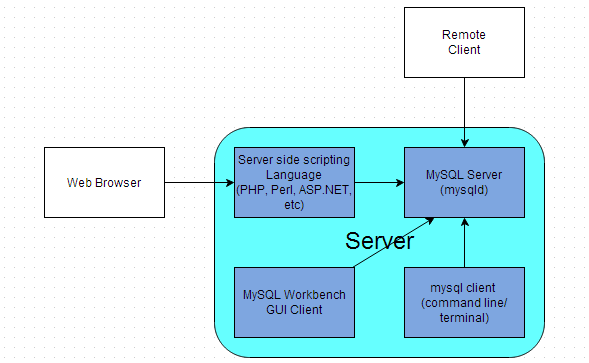 Remote
Client
Server side scripting
Language
(PHP, Perl, ASP.NET,
etc)
MySQL Server
(mysqld)
Web Browser
Server
MySQL Workbench
GUI Client
mysql client
(command line/
terminal)